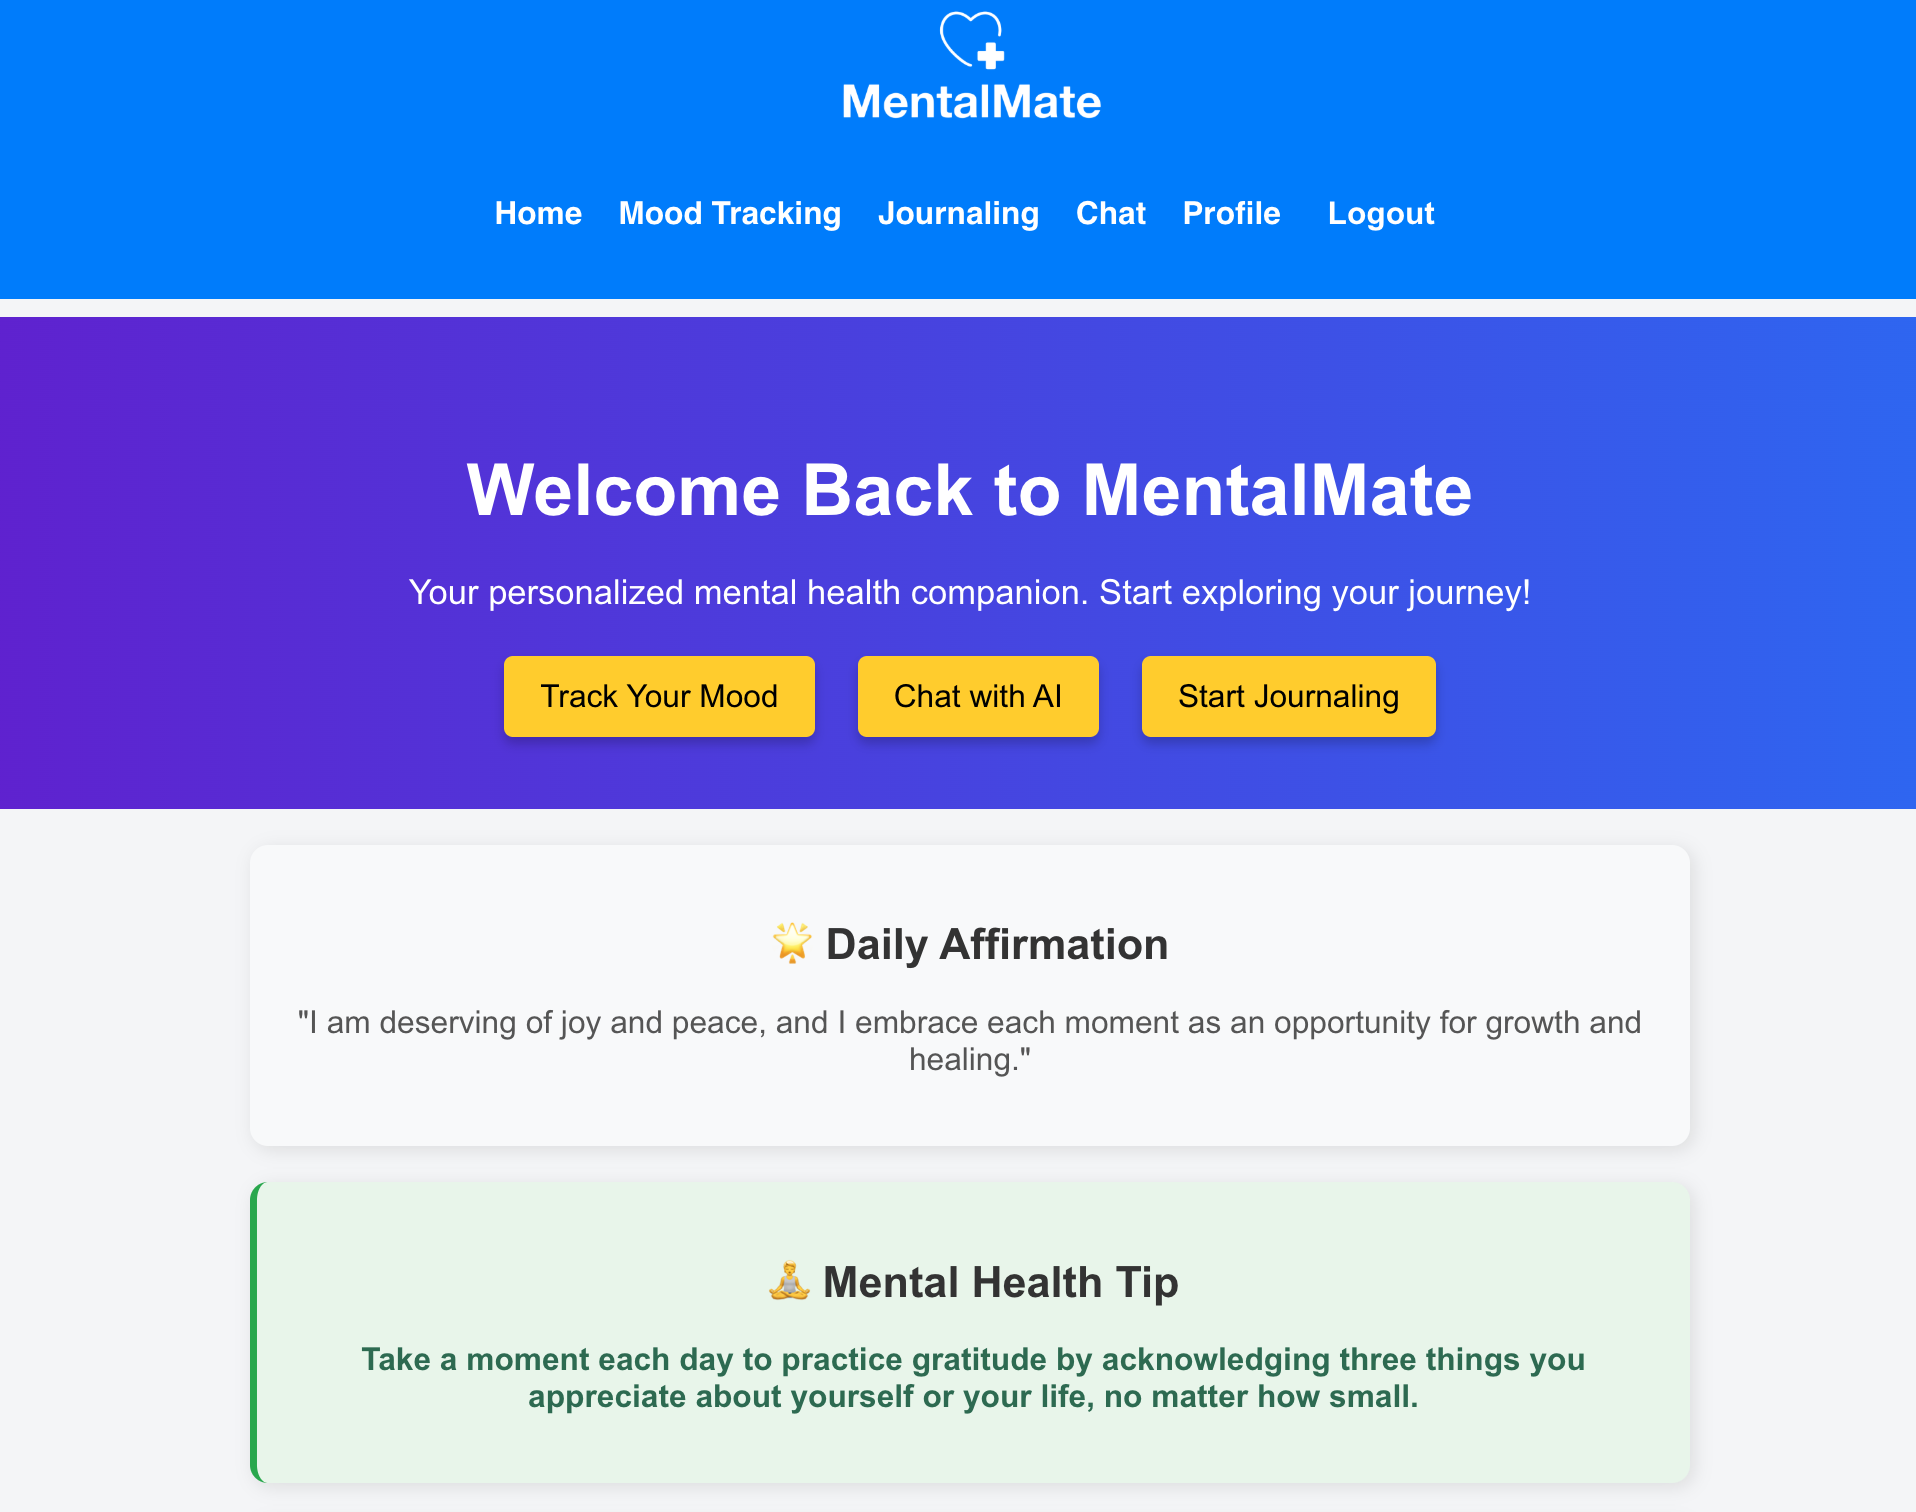 MentalMate
Home Mood Tracking Journaling Chat Profile Logout
Welcome Back to MentalMate
Your personalized mental health companion. Start exploring your journey!
Track Your Mood Chat with AI Start Journaling
🌟 Daily Affirmation
"I am deserving of joy and peace, and I embrace each moment as an opportunity for growth and
healing."
🧘 Mental Health Tip
Take a moment each day to practice gratitude by acknowledging three things you
appreciate about yourself or your life, no matter how small.